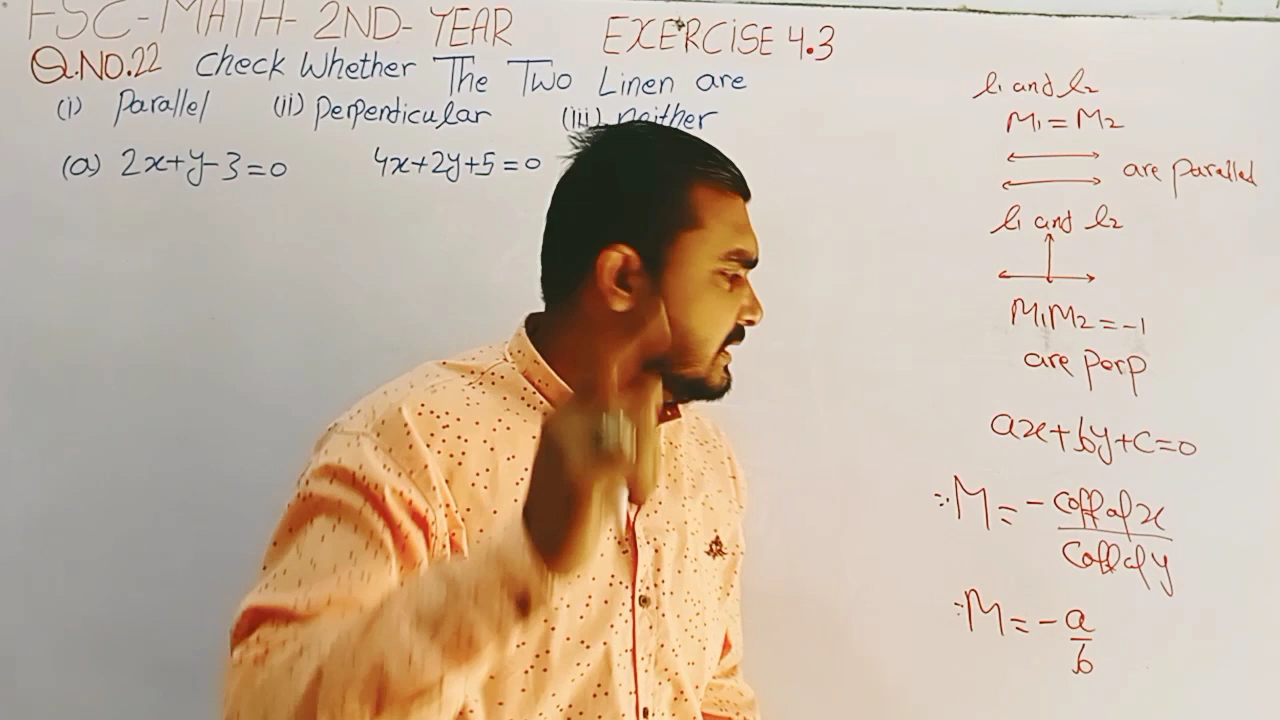 FSC-MATH-2ND-YEAR EXERCISE 4.3
Q.NO.22 Check Whether The Two Linen are
(i) Parallel (ii) Perpendicular (iii) neither
(a) 2x+y-3=0 4x+2y+5=0
l₁ and l₂
M₁=M₂
are paralled
l₁ and l₂
M₁M₂=-1
are perp
ax+by+c=0
∵M=-coff of x/coff of y
∵M=-a/b